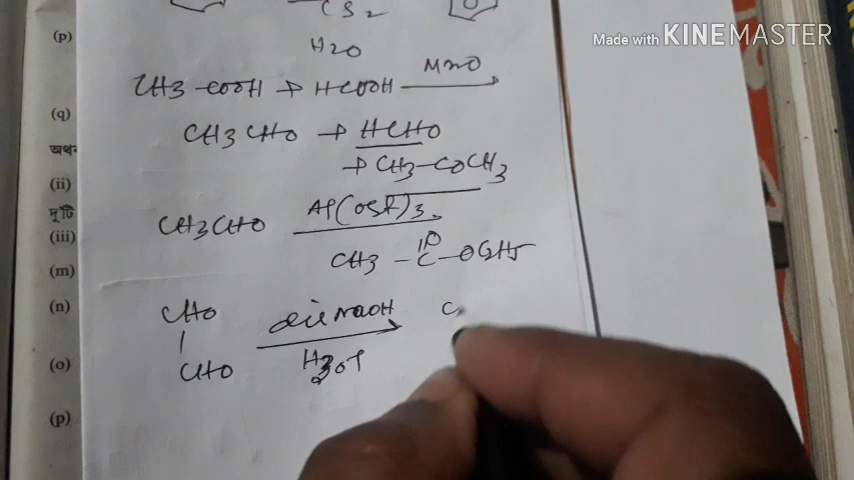 Made with KINEMASTER
CS2
(p)
H2O
CH3-COOH → HCOOH MnO
(q)
CH3CHO → HCHO
→ CH3-COCH3
(ii)
দুটি
CH3CHO Al(OEt)3.
(iii)
CH3-C-OC2H5
O
(m)
(n)
CHO dil NaOH C
H3O+
CHO
(o)
(p)